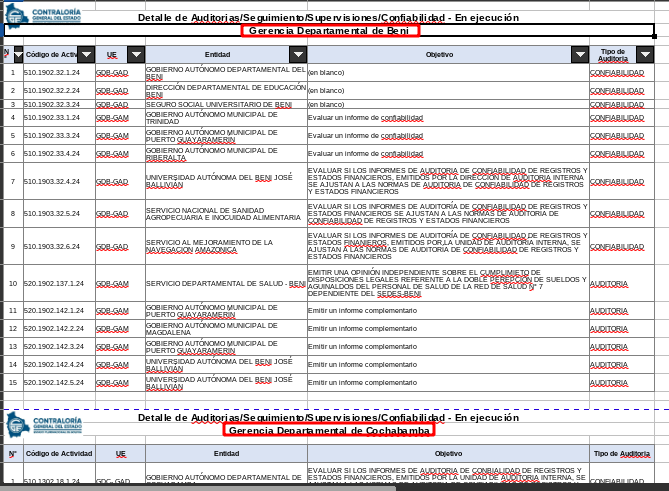 CONTRALORÍA
GENERAL DEL ESTADO
Detalle de Auditorias/Seguimiento/Supervisiones/Confiabilidad - En ejecución
Gerencia Departamental de Beni
N Código de Activ UE Entidad Objetivo Tipo de Auditoria
1 510.1902.32.1.24 GDB-GAD GOBIERNO AUTÓNOMO DEPARTAMENTAL DEL BENI (en blanco) CONFIABILIDAD
2 510.1902.32.2.24 GDB-GAD DIRECCIÓN DEPARTAMENTAL DE EDUCACIÓN BENI (en blanco) CONFIABILIDAD
3 510.1902.32.3.24 GDB-GAD SEGURO SOCIAL UNIVERSITARIO DE BENI (en blanco) CONFIABILIDAD
4 510.1903.33.1.24 GDB-GAM GOBIERNO AUTÓNOMO MUNICIPAL DE TRINIDAD Evaluar un informe de confiabilidad CONFIABILIDAD
5 510.1903.33.3.24 GDB-GAM GOBIERNO AUTÓNOMO MUNICIPAL DE PUERTO GUAYARAMERIN Evaluar un informe de confiabilidad CONFIABILIDAD
6 510.1903.33.4.24 GDB-GAM GOBIERNO AUTÓNOMO MUNICIPAL DE RIBERALTA Evaluar un informe de confiabilidad CONFIABILIDAD
7 510.1903.32.4.24 GDB-GAM UNIVERSIDAD AUTÓNOMA DEL BENI JOSÉ BALLIVIÁN EVALUAR SI LOS INFORMES DE AUDITORIA DE CONFIABILIDAD DE REGISTROS Y
ESTADOS FINANCIEROS, EMITIDOS POR LA DIRECCIÓN DE AUDITORIA INTERNA
SE AJUSTAN A LAS NORMAS DE AUDITORIA DE CONFIABILIDAD DE REGISTROS
Y ESTADOS FINANCIEROS CONFIABILIDAD
8 510.1903.32.5.24 GDB-GAM SERVICIO NACIONAL DE SANIDAD AGROPECUARIA E INOCUIDAD ALIMENTARIA EVALUAR SI LOS INFORMES DE AUDITORIA DE CONFIABILIDAD DE REGISTROS Y
ESTADOS FINANCIEROS SE AJUSTAN A LAS NORMAS DE AUDITORIA DE
CONFIABILIDAD DE REGISTROS Y ESTADOS FINANCIEROS CONFIABILIDAD
9 510.1903.32.6.24 GDB-GAM SERVICIO AL MEJORAMIENTO DE LA NAVEGACION AMAZONICA EVALUAR SI LOS INFORMES DE AUDITORIA DE CONFIABILIDAD DE REGISTROS Y
ESTADOS FINANIEROS, EMITIDOS POR LA UNIDAD DE AUDITORIA INTERNA, SE
AJUSTAN A LAS NORMAS DE AUDITORIA DE CONFIABILIDAD DE REGISTROS Y
ESTADOS FINANCIEROS CONFIABILIDAD
10 520.1902.137.1.24 GDB-GAD SERVICIO DEPARTAMENTAL DE SALUD - BENI EMITIR UNA OPINIÓN INDEPENDIENTE SOBRE EL CUMPLIMIETO DE
DISPOSICIONES LEGALES REFERENTE A LA DOBLE PEREPCIÓN DE SUELDOS Y
AGUINALDOS DEL PERSONAL DE SALUD DE LA RED DE SALUD N° 7
DEPENDIENTE DEL SEDES-BENI AUDITORIA
11 520.1902.142.1.24 GDB-GAM GOBIERNO AUTÓNOMO MUNICIPAL DE PUERTO GUAYARAMERIN Emitir un informe complementario AUDITORIA
12 520.1902.142.2.24 GDB-GAM GOBIERNO AUTÓNOMO MUNICIPAL DE MAGDALENA Emitir un informe complementario AUDITORIA
13 520.1902.142.3.24 GDB-GAM GOBIERNO AUTÓNOMO MUNICIPAL DE PUERTO GUAYARAMERIN Emitir un informe complementario AUDITORIA
14 520.1902.142.4.24 GDB-GAM UNIVERSIDAD AUTÓNOMA DEL BENI JOSÉ BALLIVIÁN Emitir un informe complementario AUDITORIA
15 520.1902.142.5.24 GDB-GAM UNIVERSIDAD AUTÓNOMA DEL BENI JOSÉ BALLIVIÁN Emitir un informe complementario AUDITORIA
CONTRALORÍA
GENERAL DEL ESTADO
Detalle de Auditorias/Seguimiento/Supervisiones/Confiabilidad - En ejecución
Gerencia Departamental de Cochabamba
N° Código de Actividad UE Entidad Objetivo Tipo de Auditoria
1 510.1302.18.1.24 GDC- GAD GOBIERNO AUTÓNOMO DEPARTAMENTAL DE EVALUAR SI LOS INFORMES DE AUDITORIA DE CONBIALIDAD DE REGISTROS Y
ESTADOS FINANCIEROS, EMITIDOS POR LA UNIDAD DE AUDITORIA INTERNA, SE CONFIABILIDAD